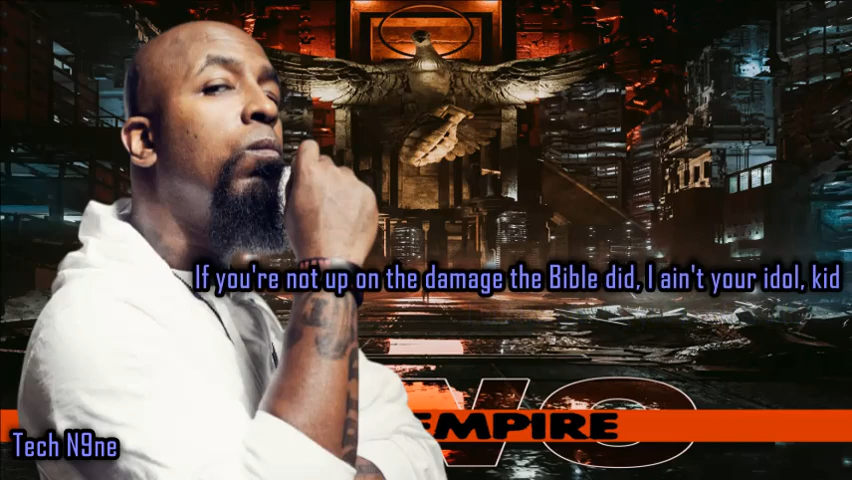 If you're not up on the damage the Bible did, I ain't your idol, kid
EMPIRE
Tech N9ne